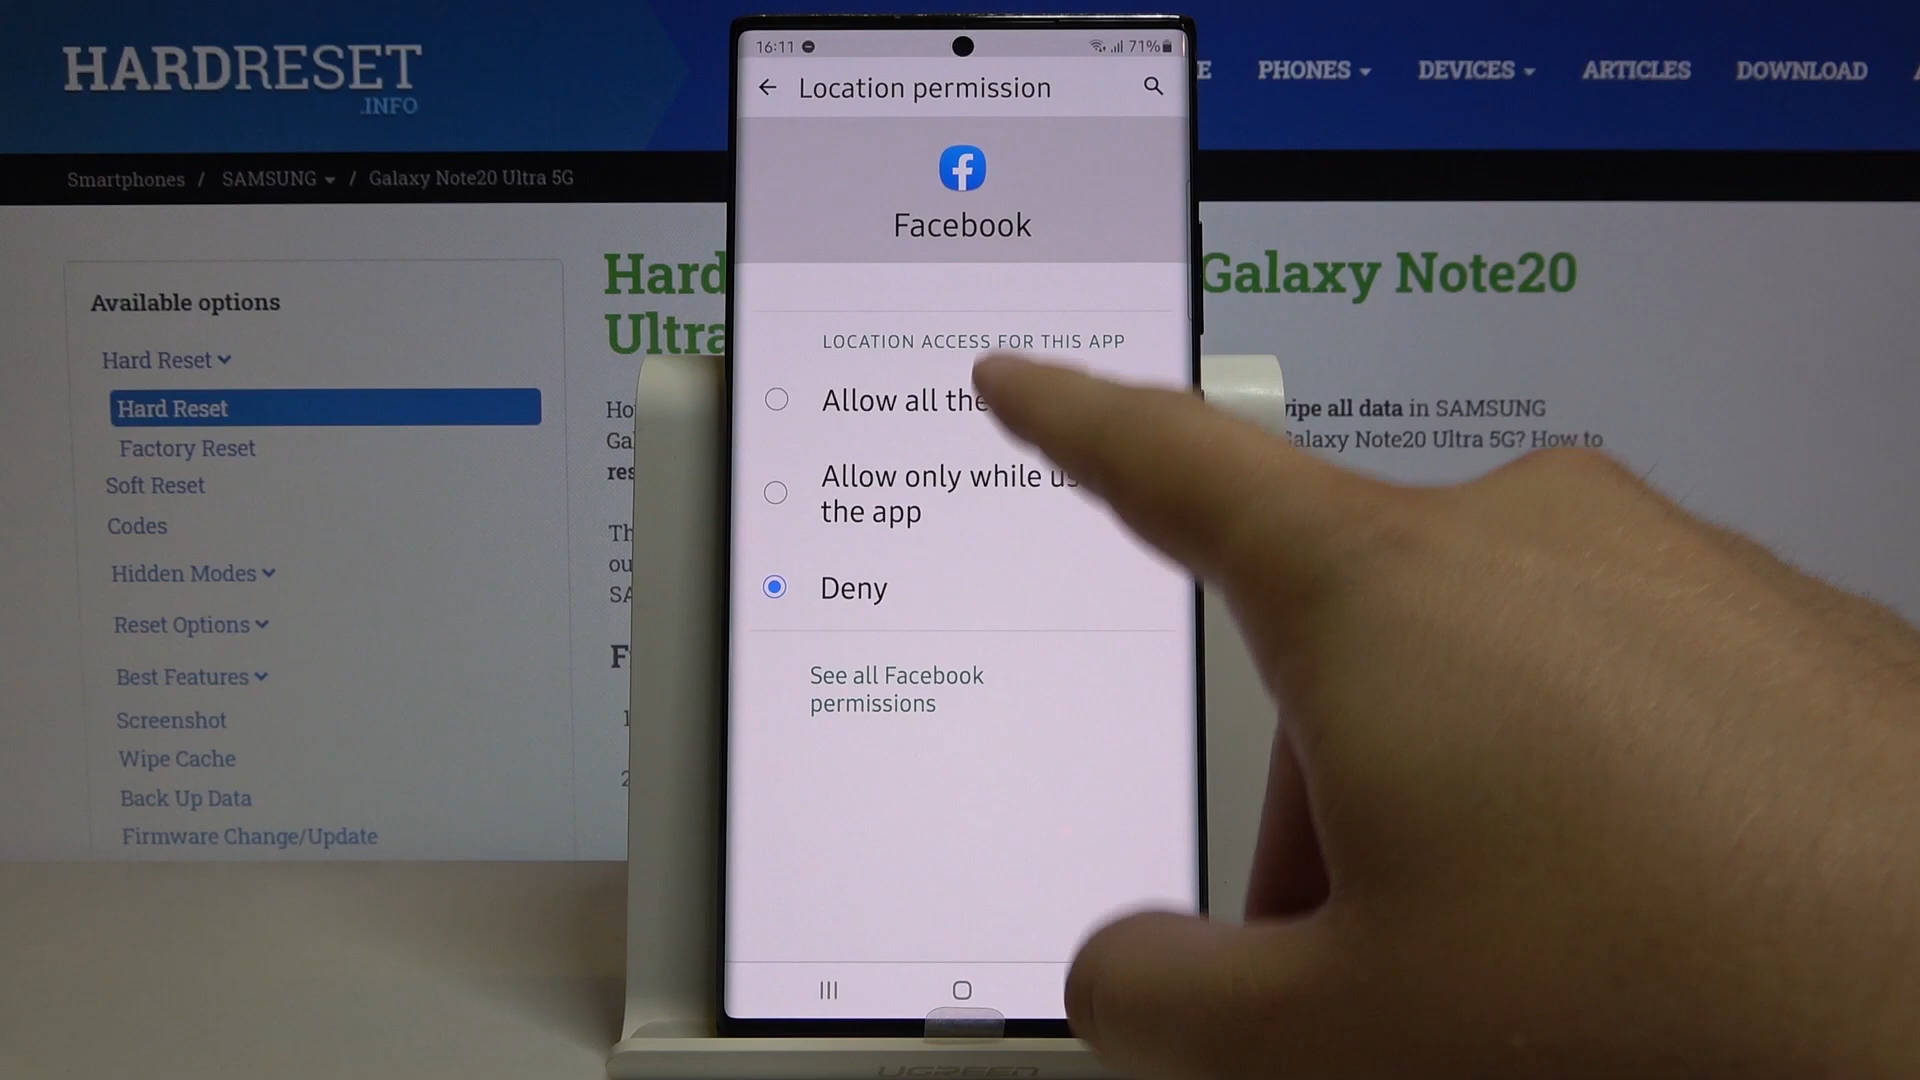 HARDRESET
.INFO
PHONES
DEVICES
ARTICLES
DOWNLOAD
Smartphones / SAMSUNG / Galaxy Note20 Ultra 5G
Available options
Hard Reset
Hard Reset
Factory Reset
Soft Reset
Codes
Hidden Modes
Reset Options
Best Features
Screenshot
Wipe Cache
Back Up Data
Firmware Change/Update
Hard
Galaxy Note20
Ultra
all data in SAMSUNG
Galaxy Note20 Ultra 5G? How to
16:11
71%
Location permission
Facebook
LOCATION ACCESS FOR THIS APP
Allow all the
Allow only while us
the app
Deny
See all Facebook
permissions
UGREEN